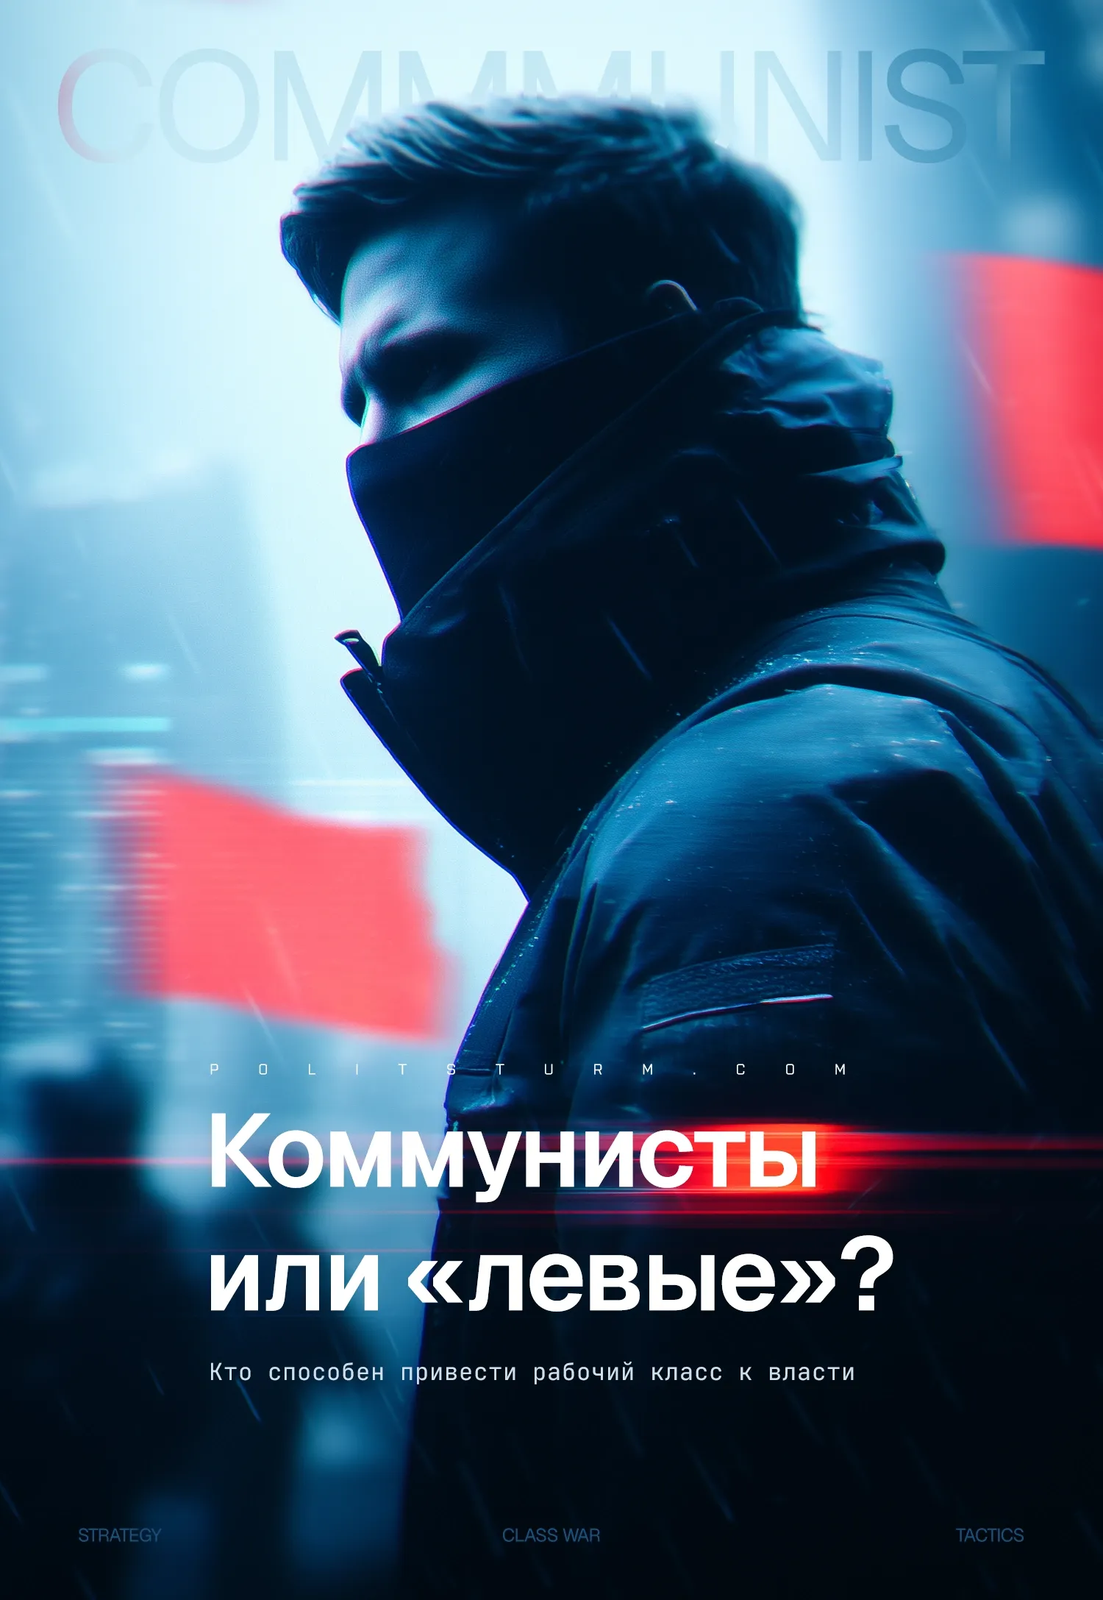 COMMUNIST
POLITSTURM.COM
Коммунисты
или «левые»?
Кто способен привести рабочий класс к власти
STRATEGY CLASS WAR TACTICS